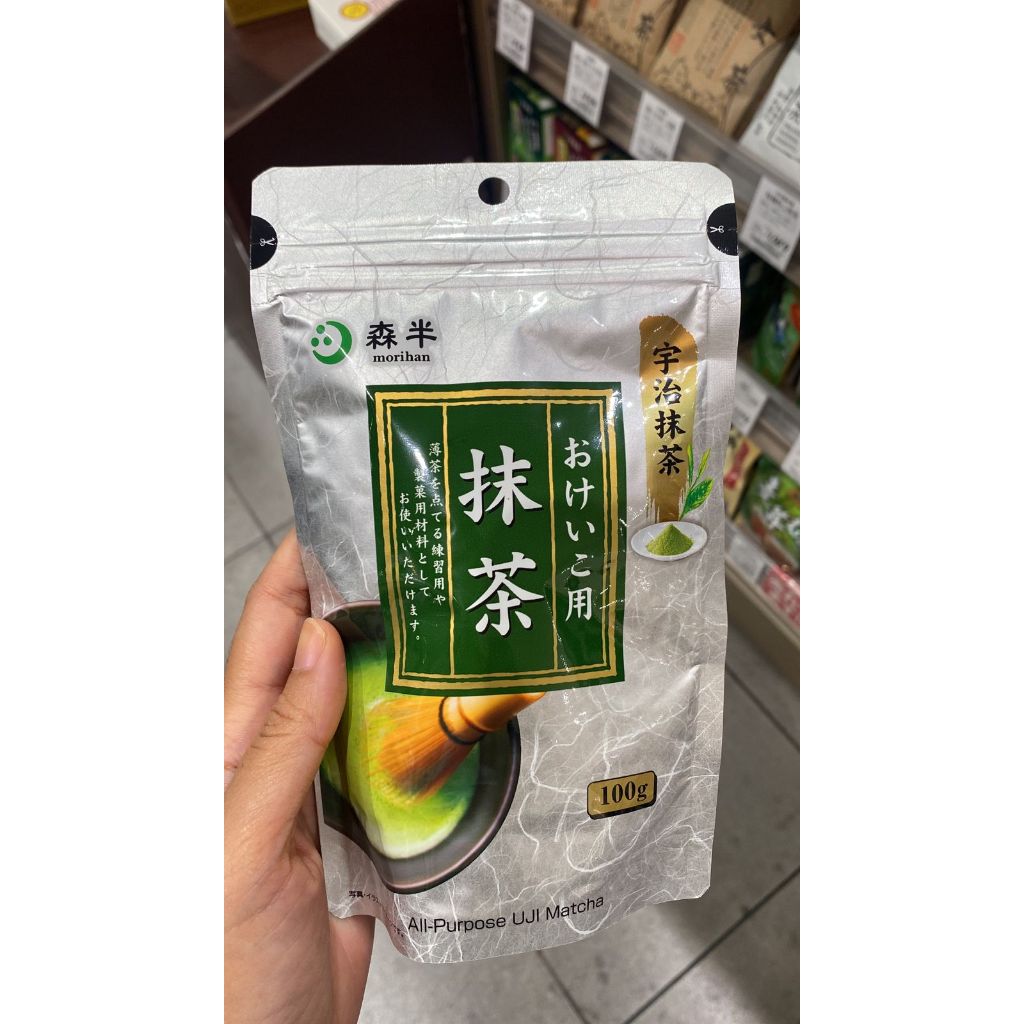 森半
morihan
宇治抹茶
おけいこ用
抹茶
薄茶を点てる練習用や
製菓用材料として
お使いいただけます。
100g
All-Purpose UJI Matcha